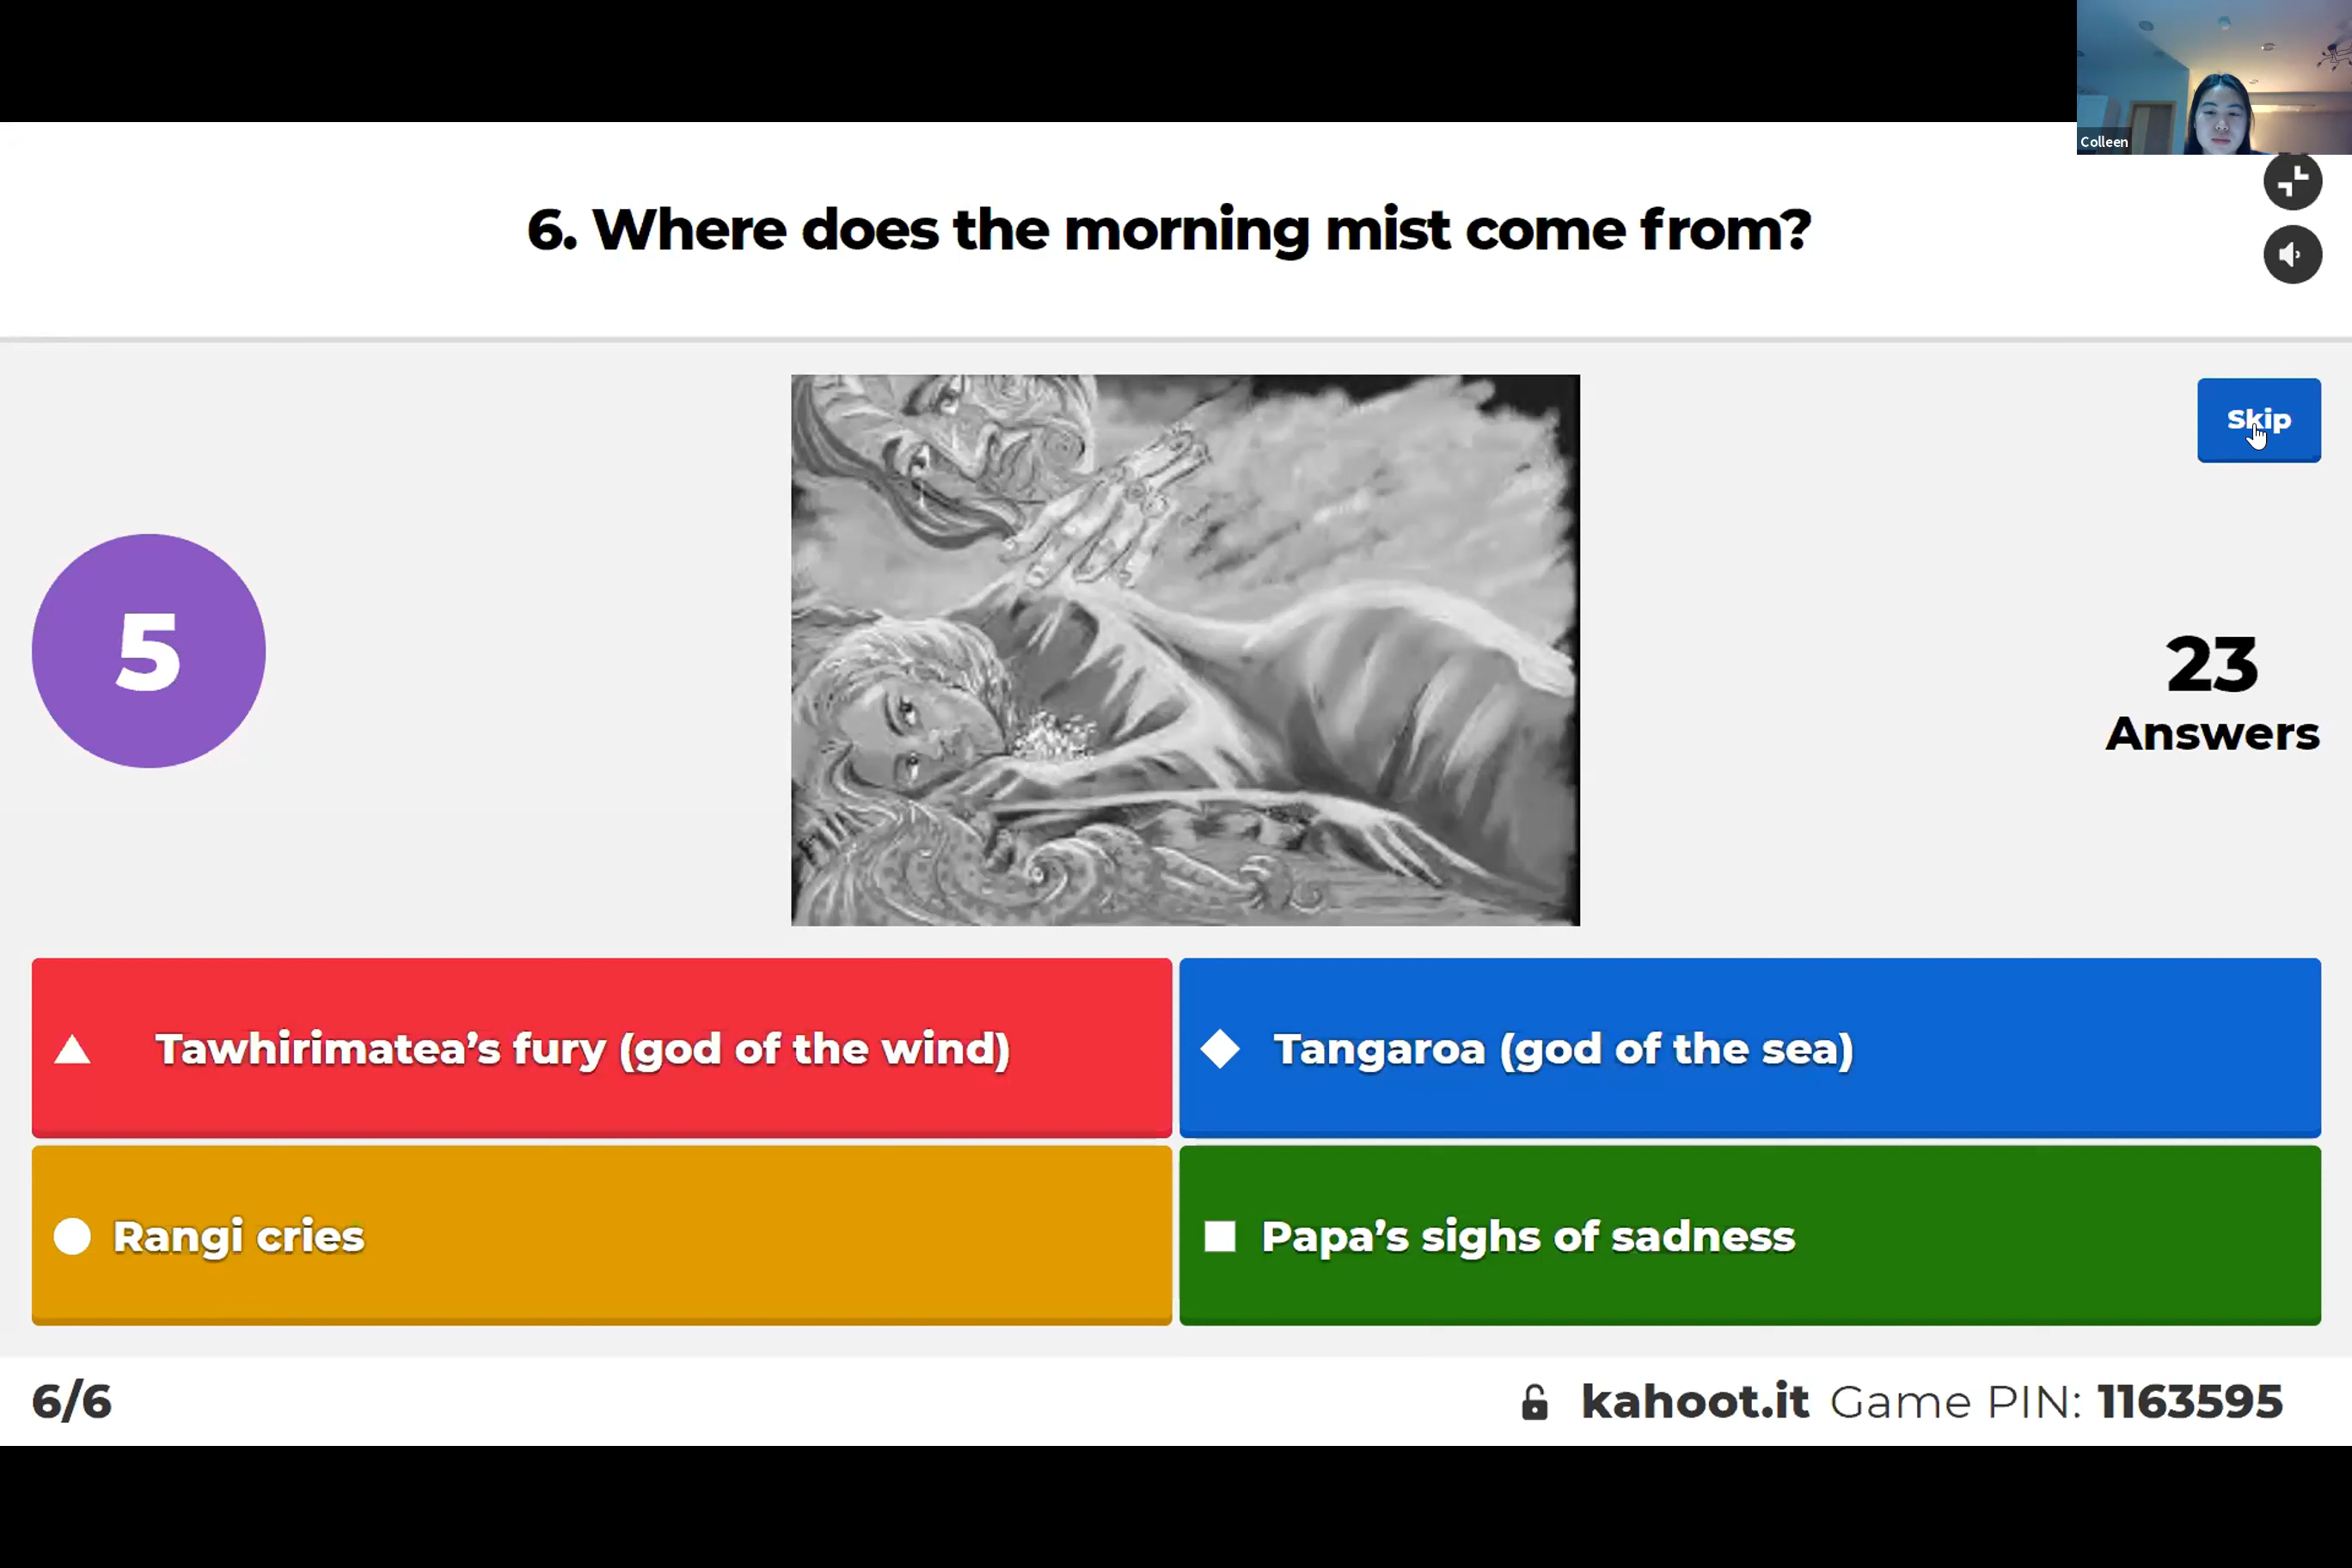 Colleen
6. Where does the morning mist come from?
Skip
5
23
Answers
Tawhirimatea’s fury (god of the wind)
Tangaroa (god of the sea)
Rangi cries
Papa’s sighs of sadness
6/6
kahoot.it Game PIN: 1163595